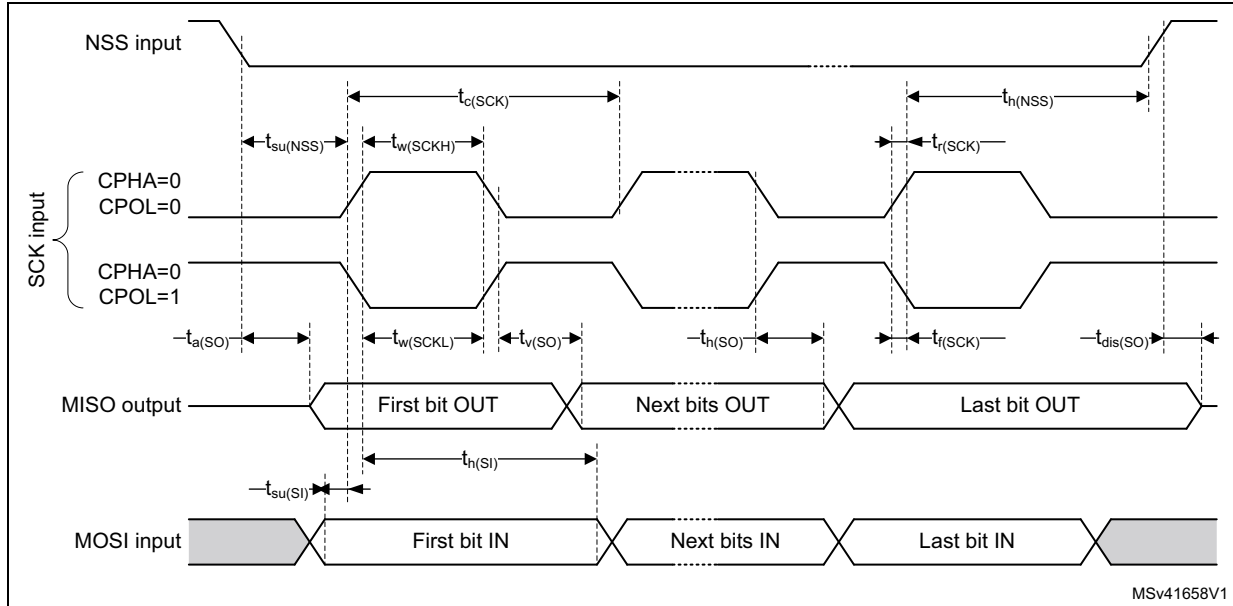 NSS input
tc(SCK)
th(NSS)
tsu(NSS)
tw(SCKH)
tr(SCK)
SCK input
CPHA=0
CPOL=0
CPHA=0
CPOL=1
ta(SO)
tw(SCKL)
tv(SO)
th(SO)
tf(SCK)
tdis(SO)
MISO output
First bit OUT
Next bits OUT
Last bit OUT
th(SI)
tsu(SI)
MOSI input
First bit IN
Next bits IN
Last bit IN
MSv41658V1